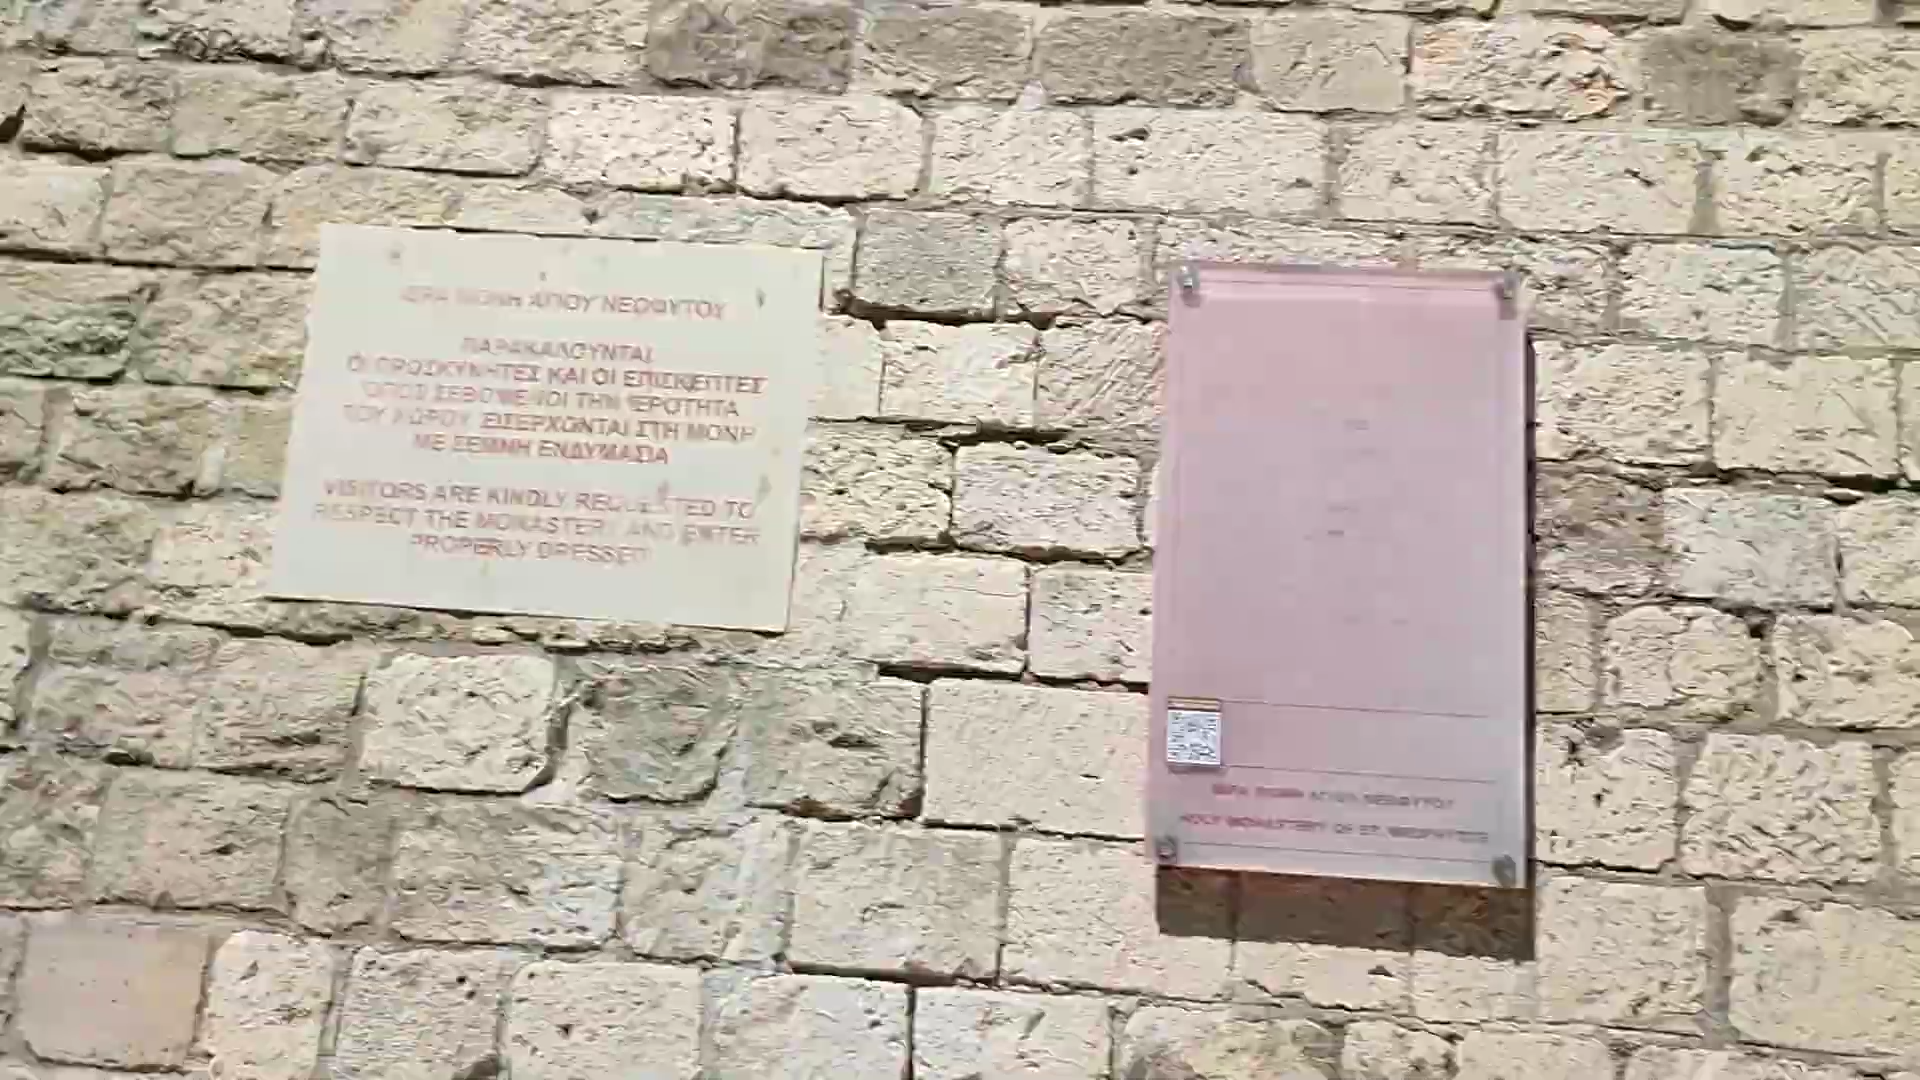 ΙΕΡΑ ΜΟΝΗ ΑΓΙΟΥ ΝΕΟΦΥΤΟΥ
ΠΑΡΑΚΑΛΟΥΝΤΑΙ
ΟΙ ΠΡΟΣΚΥΝΗΤΕΣ ΚΑΙ ΟΙ ΕΠΙΣΚΕΠΤΕΣ
ΟΠΩΣ ΣΕΒΟΜΕΝΟΙ ΤΗΝ ΙΕΡΟΤΗΤΑ
ΤΟΥ ΧΩΡΟΥ ΕΙΣΕΡΧΟΝΤΑΙ ΣΤΗ ΜΟΝΗ
ΜΕ ΣΕΜΝΗ ΕΝΔΥΜΑΣΙΑ
VISITORS ARE KINDLY REQUESTED TO
RESPECT THE MONASTERY AND ENTER
PROPERLY DRESSED
ΙΕΡΑ ΜΟΝΗ ΑΓΙΟΥ ΝΕΟΦΥΤΟΥ
HOLY MONASTERY OF ST. NEOPHYTOS